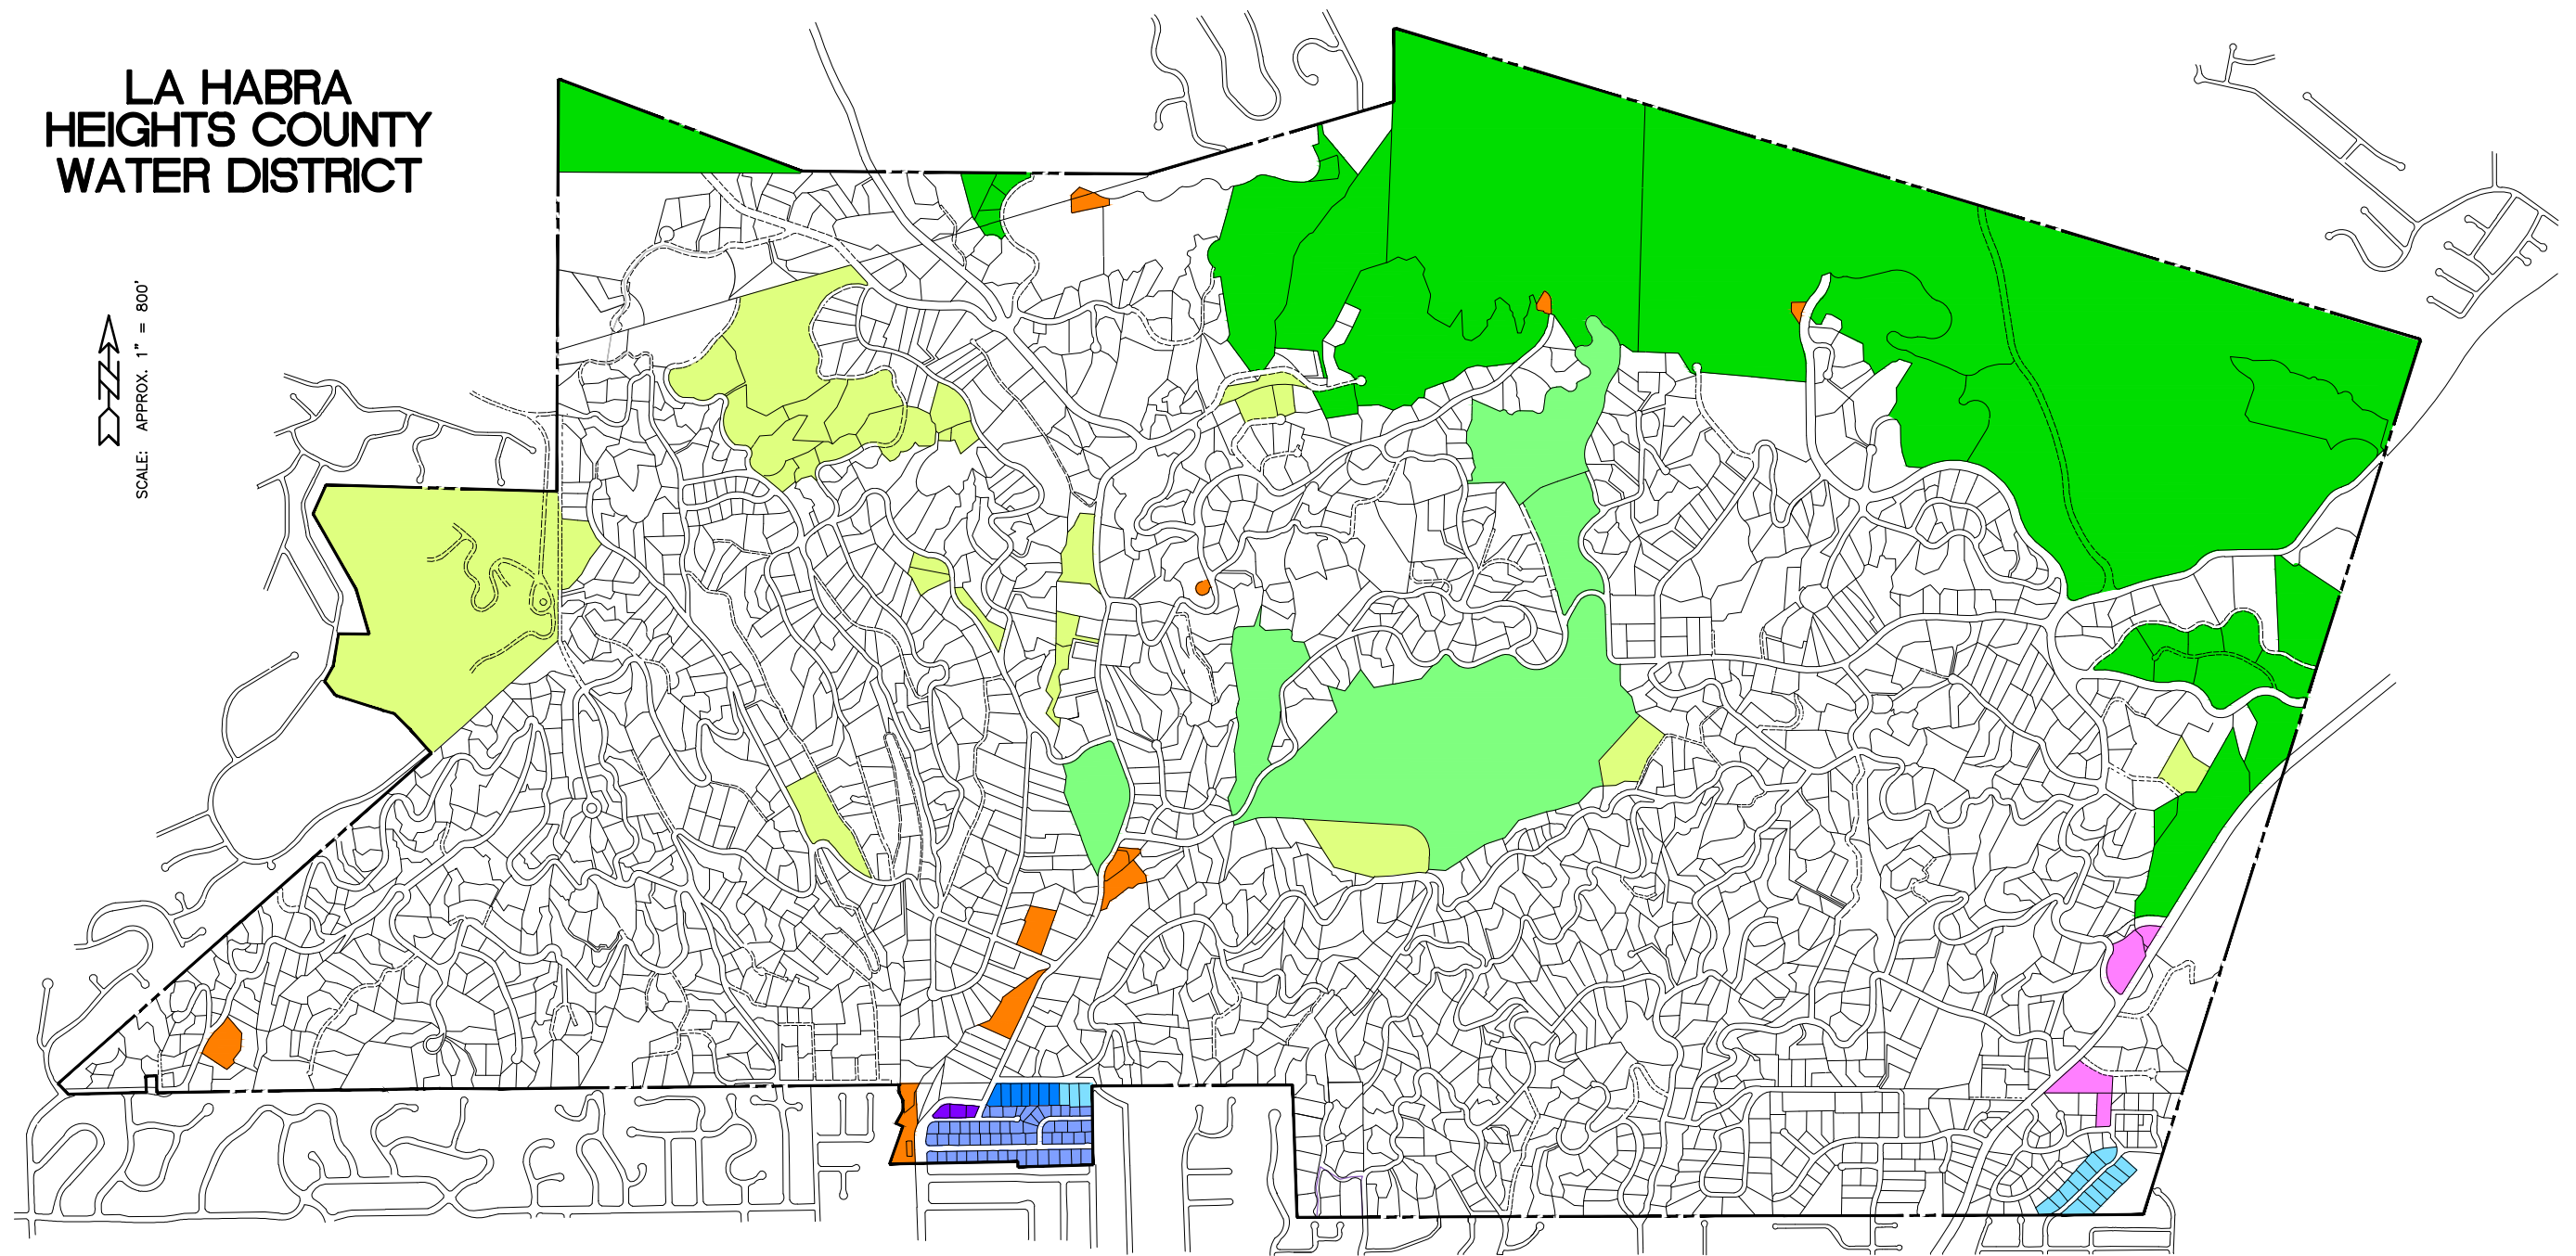 LA HABRA
HEIGHTS COUNTY
WATER DISTRICT
SCALE: APPROX. 1" = 800'
N